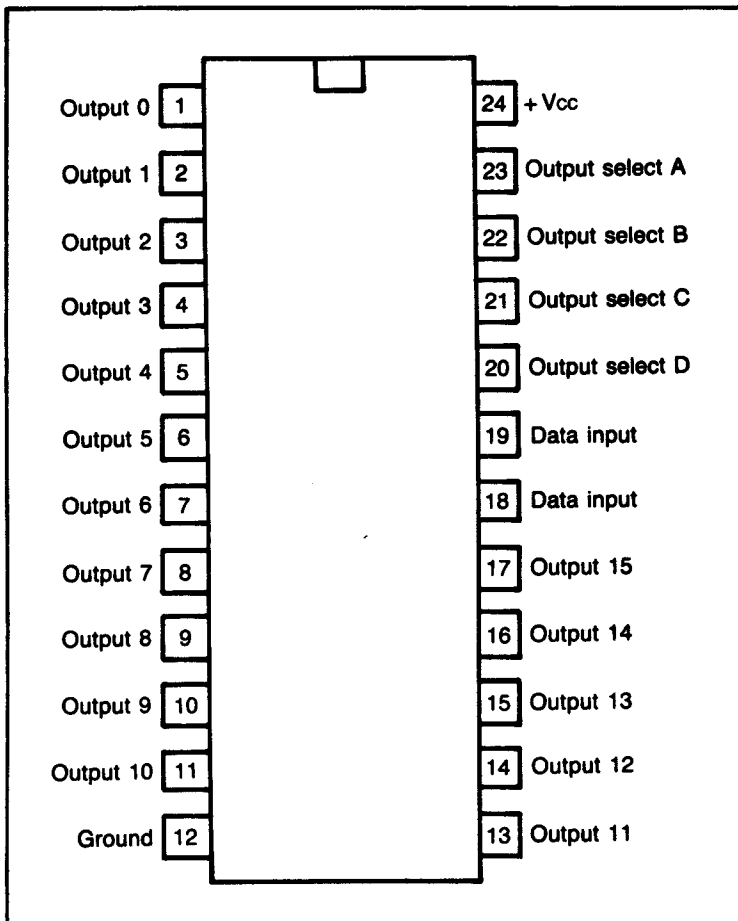 Output 0 1
Output 1 2
Output 2 3
Output 3 4
Output 4 5
Output 5 6
Output 6 7
Output 7 8
Output 8 9
Output 9 10
Output 10 11
Ground 12
24 + Vcc
23 Output select A
22 Output select B
21 Output select C
20 Output select D
19 Data input
18 Data input
17 Output 15
16 Output 14
15 Output 13
14 Output 12
13 Output 11